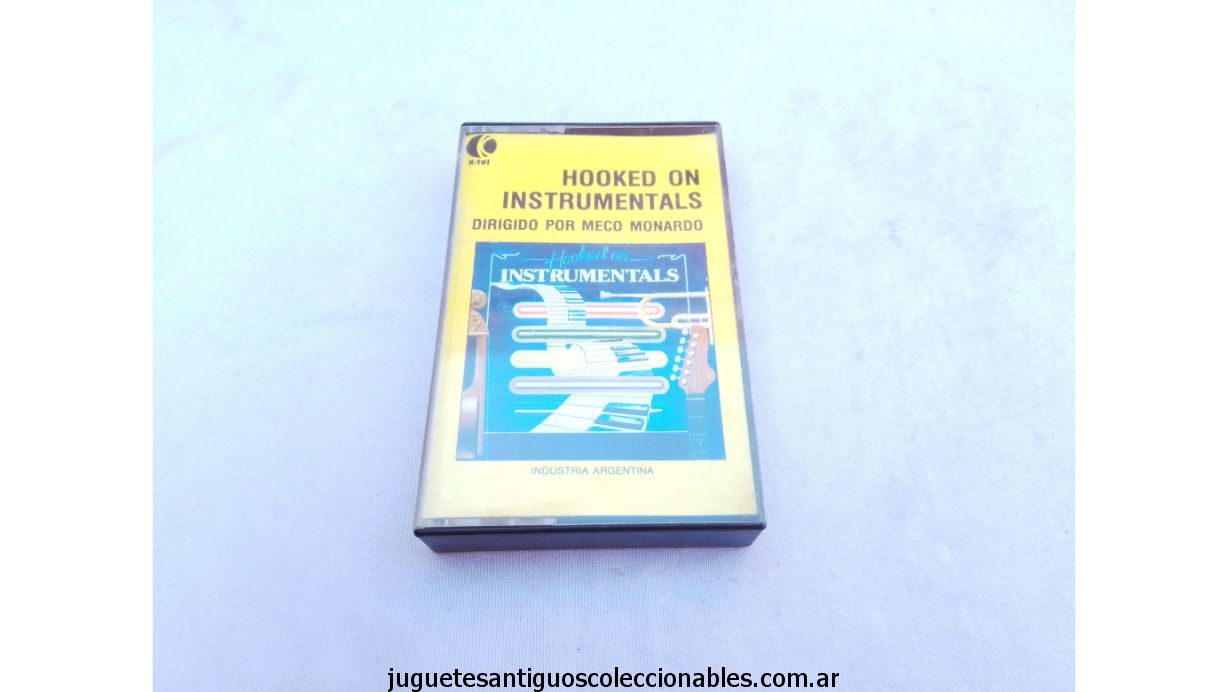 K-tel
HOOKED ON
INSTRUMENTALS
DIRIGIDO POR MECO MONARDO
Hooked on
INSTRUMENTALS
INDUSTRIA ARGENTINA
juguetesantiguoscoleccionables.com.ar